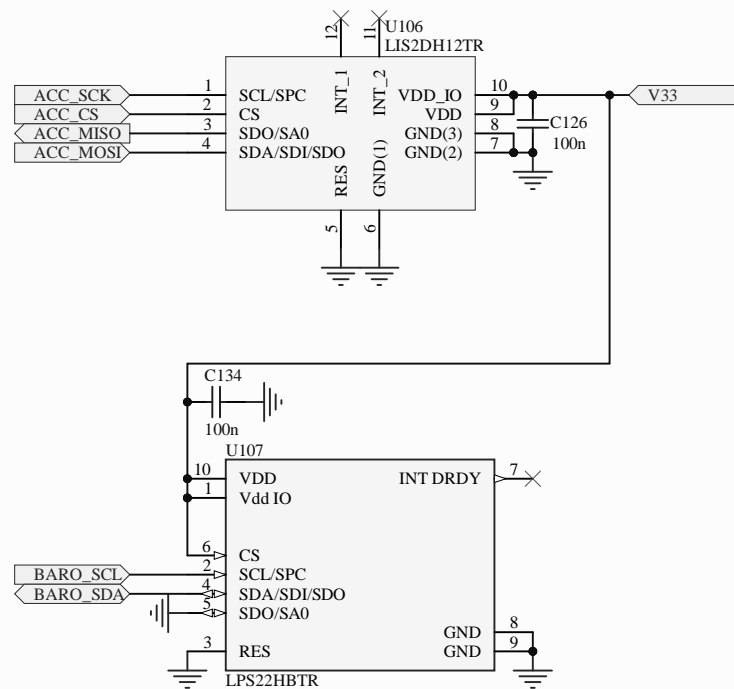 U106
LIS2DH12TR
12
11
INT_1
INT_2
ACC_SCK 1 SCL/SPC VDD_IO 10 V33
ACC_CS 2 CS VDD 9
ACC_MISO 3 SDO/SA0 GND(3) 8
ACC_MOSI 4 SDA/SDI/SDO GND(2) 7
C126
100n
RES
GND(1)
5
6
C134
100n
U107
10 VDD INT DRDY 7
1 Vdd IO
6 CS
BARO_SCL 2 SCL/SPC
BARO_SDA 4 SDA/SDI/SDO
5 SDO/SA0
GND 8
3 RES GND 9
LPS22HBTR